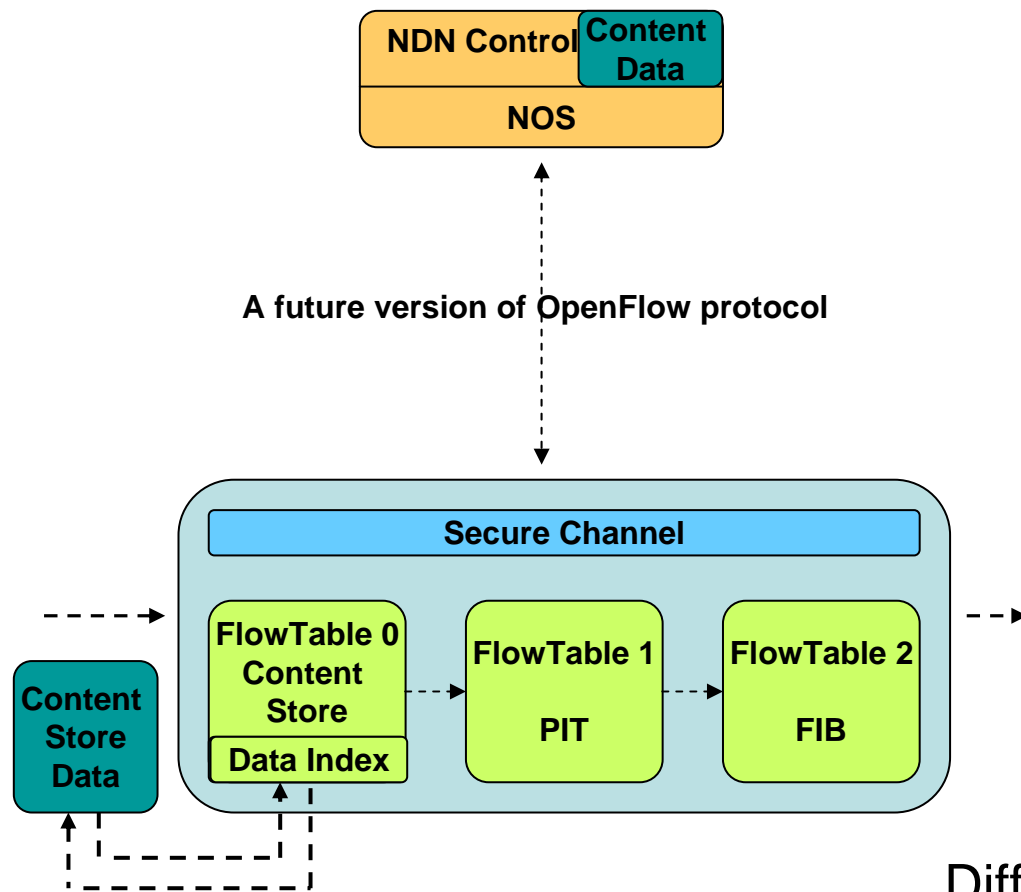 NDN Control
Content
Data
NOS
A future version of OpenFlow protocol
Secure Channel
FlowTable 0
Content
Store
Data Index
FlowTable 1
PIT
FlowTable 2
FIB
Content
Store
Data
Diff